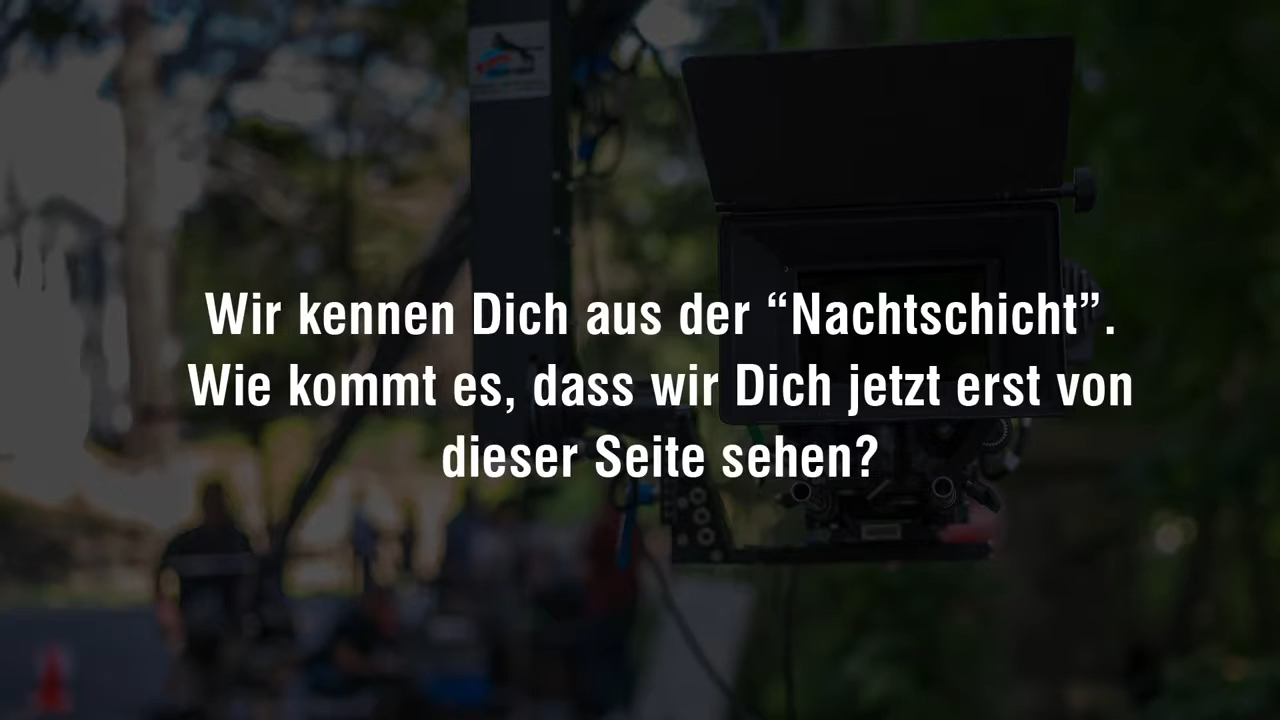 Wir kennen Dich aus der “Nachtschicht”.
Wie kommt es, dass wir Dich jetzt erst von
dieser Seite sehen?